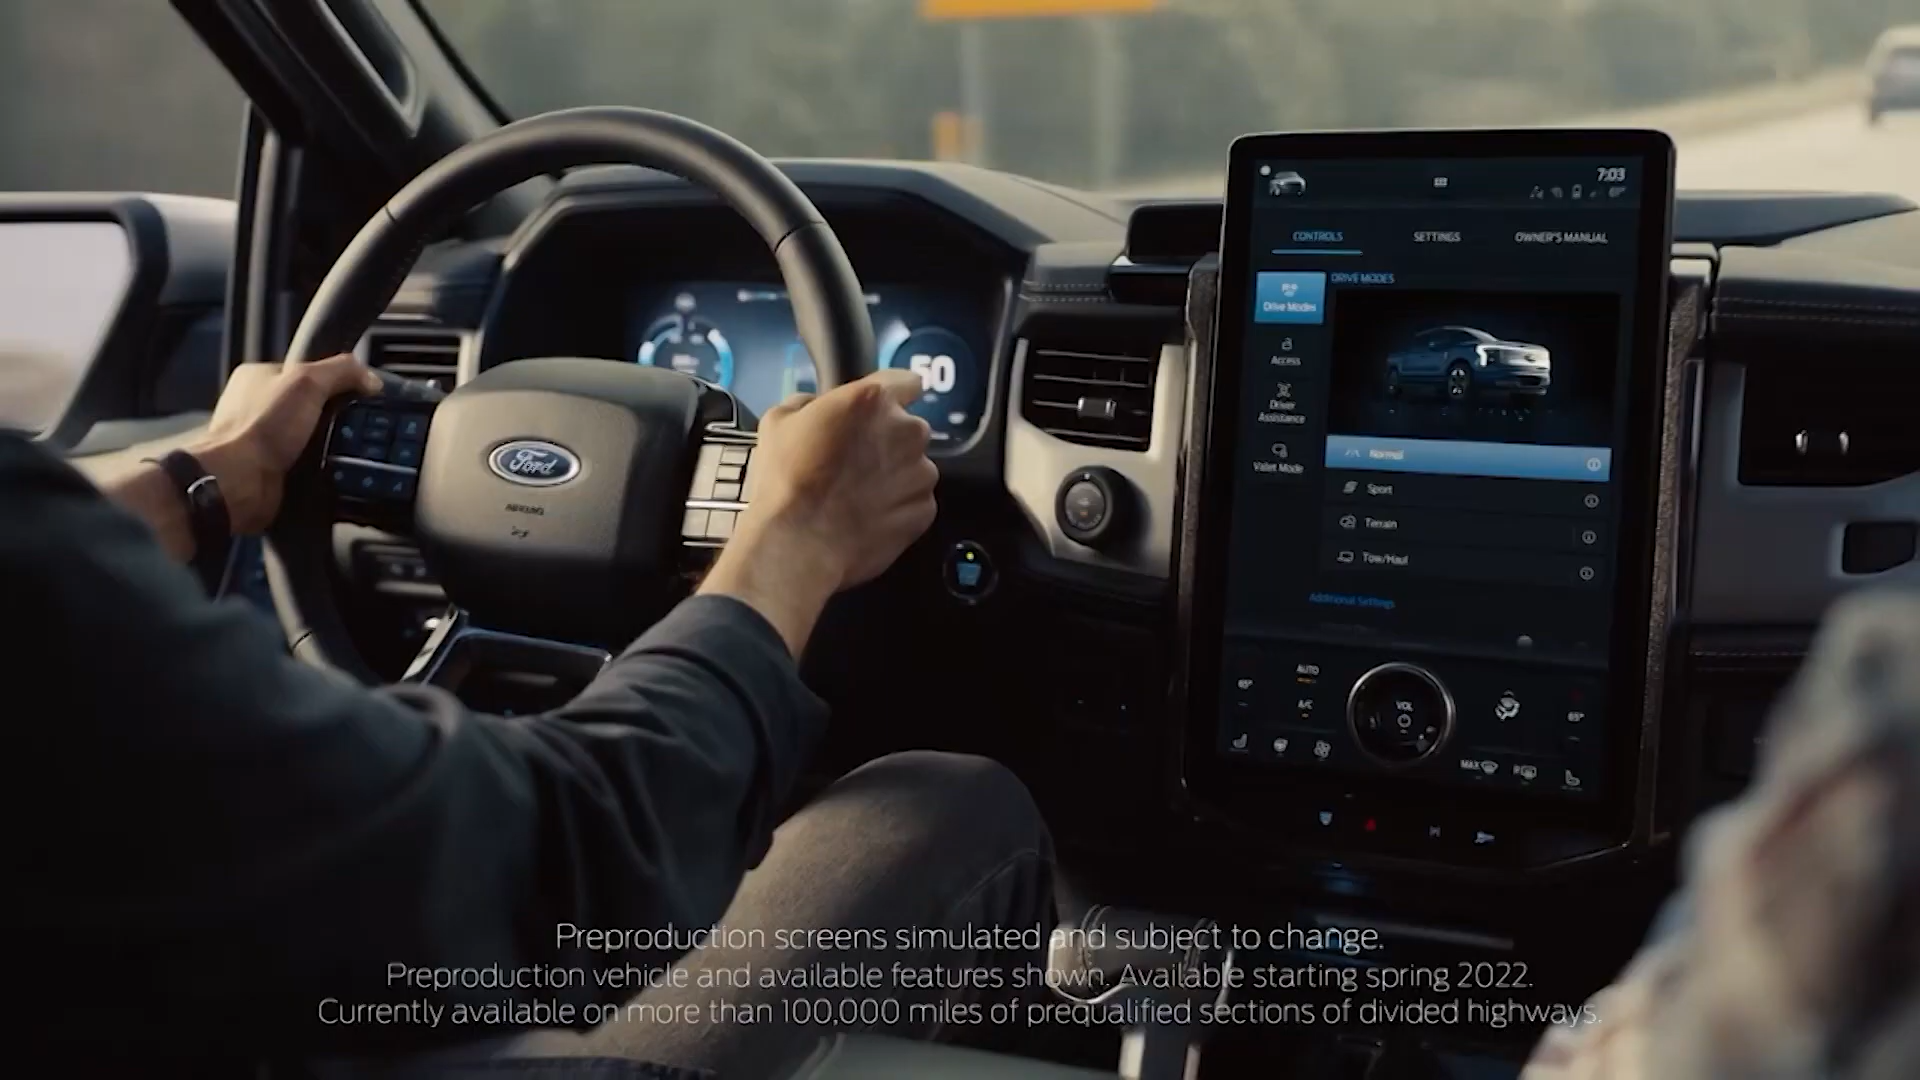 7:03
CONTROLS SETTINGS OWNER'S MANUAL
DRIVE MODES
Drive Modes
Access
Driver
Assistance
Valet Mode
Normal
Sport
Terrain
Tow/Haul
Additional Settings
50
Ford
AIRBAG
AUTO
65°
A/C
VOL
65°
MAX
R
Preproduction screens simulated and subject to change.
Preproduction vehicle and available features shown. Available starting spring 2022.
Currently available on more than 100,000 miles of prequalified sections of divided highways.